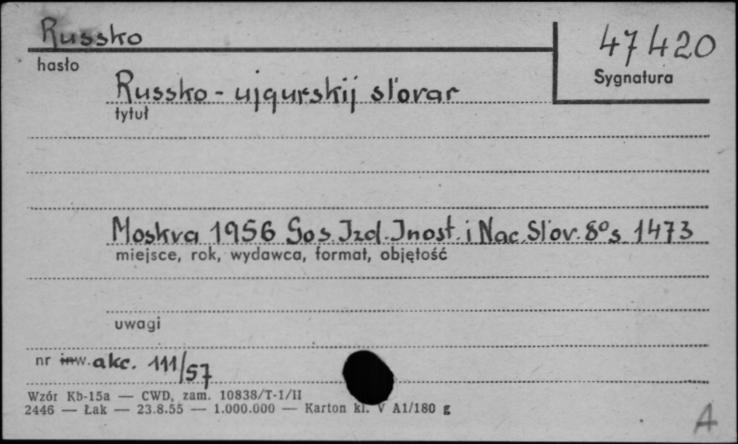 Russko
47420
hasło
Sygnatura
Russko - ujgurskij slovar
tytuł
Moskva 1956 Gos. Izd. Inost. i Nac. Slov. 8° s. 1473
miejsce, rok, wydawca, format, objętość
uwagi
nr inw. akc. 111/57
Wzór Kb-15a — CWD, zam. 10838/T-1/II
2446 — Łak — 23.8.55 — 1.000.000 — Karton kl. V A1/180 g
A